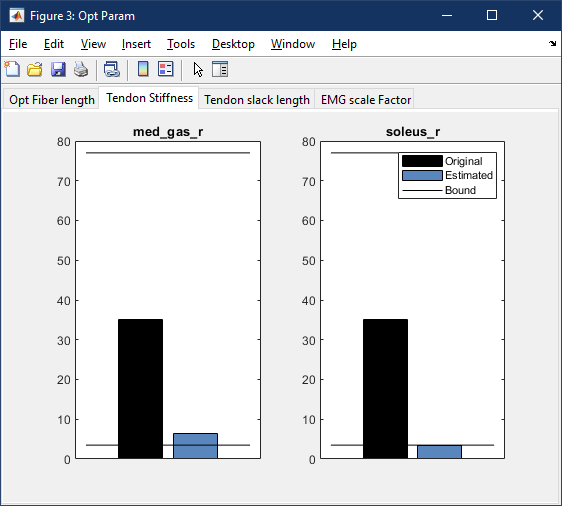 Figure 3: Opt Param
File Edit View Insert Tools Desktop Window Help
Opt Fiber length Tendon Stiffness Tendon slack length EMG scale Factor
med_gas_r
80
70
60
50
40
30
20
10
0
soleus_r
80
70
60
50
40
30
20
10
0
Original
Estimated
Bound